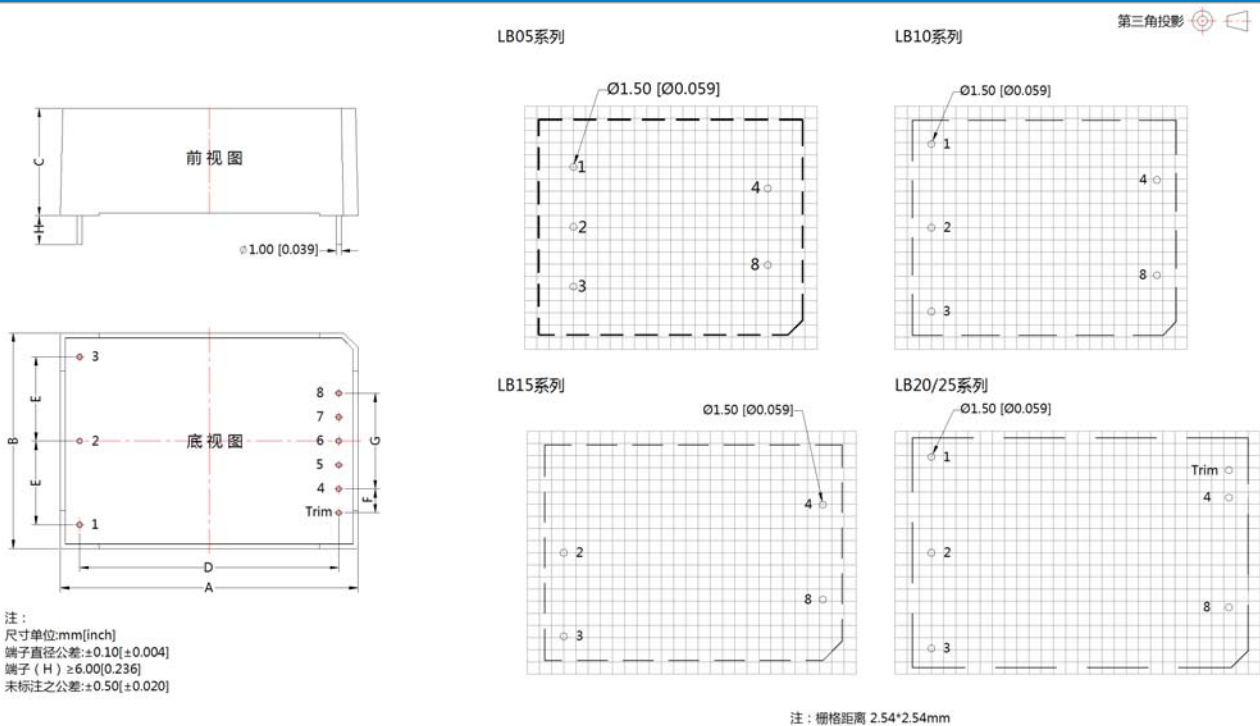 第三角投影
前 视 图
C
H
⌀1.00 [0.039]
底 视 图
3
2
1
8
7
6
5
4
Trim
E
E
B
G
F
D
A
注：
尺寸单位:mm[inch]
端子直径公差:±0.10[±0.004]
端子（H）≥6.00[0.236]
未标注之公差:±0.50[±0.020]
LB05系列
Ø1.50 [Ø0.059]
1
2
3
4
8
LB10系列
Ø1.50 [Ø0.059]
1
2
3
4
8
LB15系列
Ø1.50 [Ø0.059]
4
2
8
3
LB20/25系列
Ø1.50 [Ø0.059]
1
Trim
4
2
8
3
注：栅格距离 2.54*2.54mm